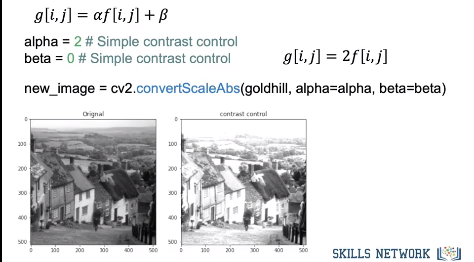 g[i,j] = αf[i,j] + β
alpha = 2 # Simple contrast control
beta = 0 # Simple contrast control
g[i,j] = 2f[i,j]
new_image = cv2.convertScaleAbs(goldhill, alpha=alpha, beta=beta)
Orignal
contrast control
0
100
200
300
400
500
0 100 200 300 400 500
0
100
200
300
400
500
0 100 200 300 400 500
SKILLS NETWORK